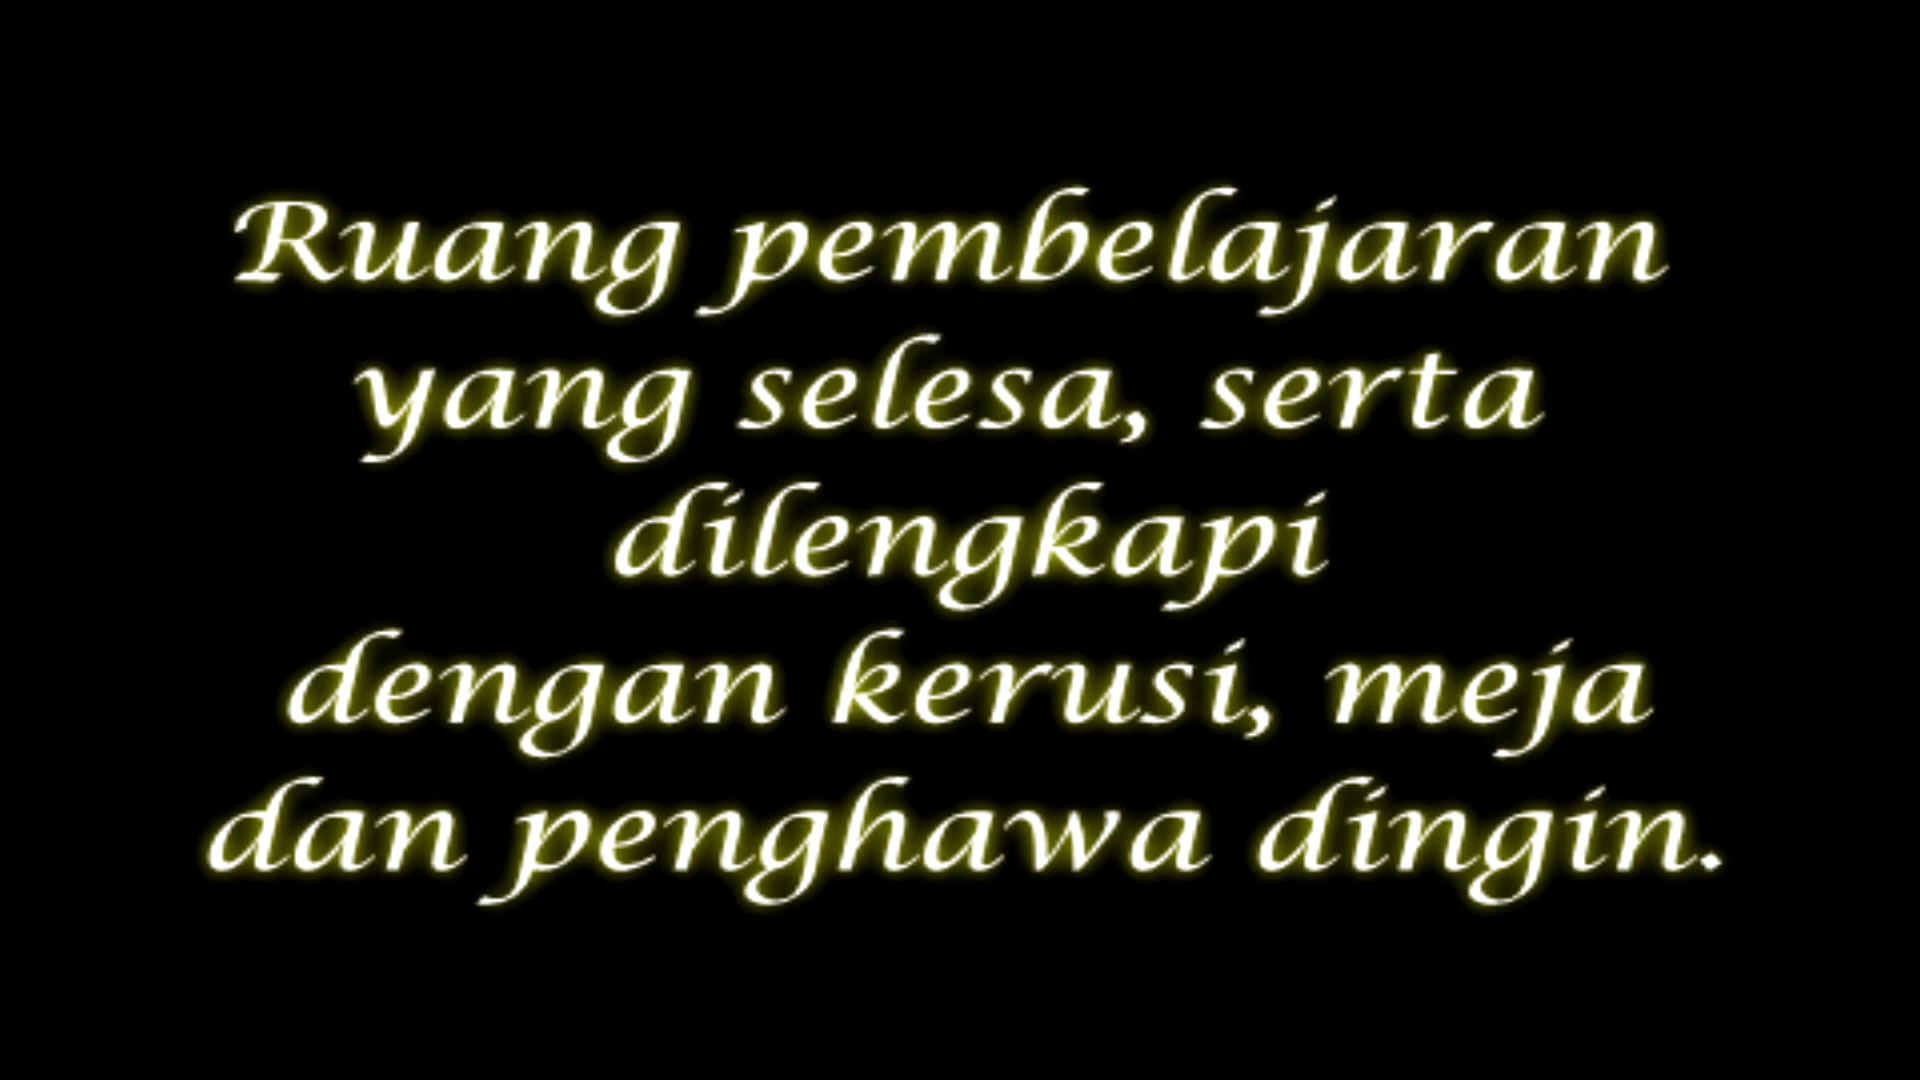 Ruang pembelajaran
yang selesa, serta
dilengkapi
dengan kerusi, meja
dan penghawa dingin.